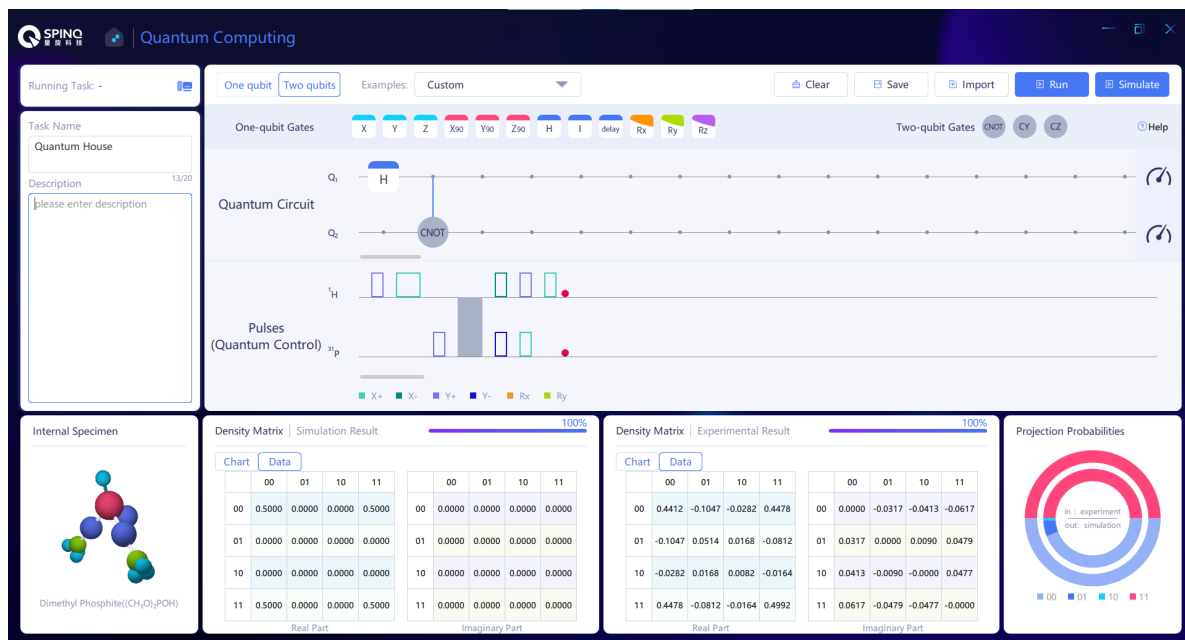 SPINQ
量旋科技
Quantum Computing
Running Task: -
One qubit Two qubits Examples: Custom Clear Save Import Run Simulate
Task Name
Quantum House
13/20
Description
please enter description
One-qubit Gates X Y Z X90 Y90 Z90 H I delay Rx Ry Rz Two-qubit Gates CNOT CY CZ Help
Q₁ H
Quantum Circuit
Q₂ CNOT
¹H
Pulses
(Quantum Control) ³¹P
X+ X- Y+ Y- Rx Ry
Internal Specimen
Dimethyl Phosphite((CH₃O)₂POH)
Density Matrix | Simulation Result 100%
Chart Data
00 01 10 11 00 01 10 11
00 0.5000 0.0000 0.0000 0.5000 00 0.0000 0.0000 0.0000 0.0000
01 0.0000 0.0000 0.0000 0.0000 01 0.0000 0.0000 0.0000 0.0000
10 0.0000 0.0000 0.0000 0.0000 10 0.0000 0.0000 0.0000 0.0000
11 0.5000 0.0000 0.0000 0.5000 11 0.0000 0.0000 0.0000 0.0000
Real Part Imaginary Part
Density Matrix | Experimental Result 100%
Chart Data
00 01 10 11 00 01 10 11
00 0.4412 -0.1047 -0.0282 0.4478 00 0.0000 -0.0317 -0.0413 -0.0617
01 -0.1047 0.0514 0.0168 -0.0812 01 0.0317 0.0000 0.0090 0.0479
10 -0.0282 0.0168 0.0082 -0.0164 10 0.0413 -0.0090 -0.0000 0.0477
11 0.4478 -0.0812 -0.0164 0.4992 11 0.0617 -0.0479 -0.0477 -0.0000
Real Part Imaginary Part
Projection Probabilities
in : experiment
out: simulation
00 01 10 11